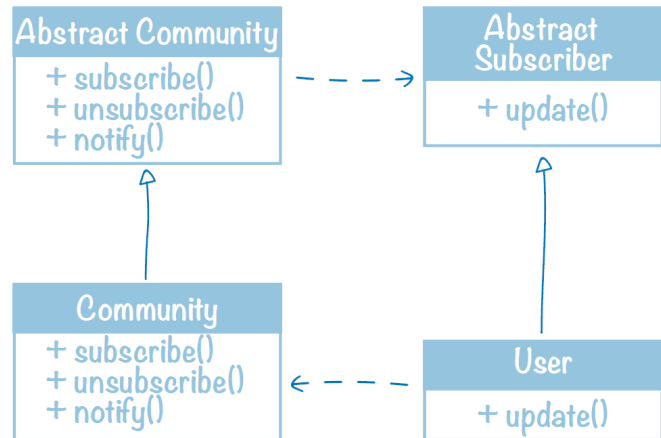 Abstract Community
+ subscribe()
+ unsubscribe()
+ notify()
Abstract
Subscriber
+ update()
Community
+ subscribe()
+ unsubscribe()
+ notify()
User
+ update()